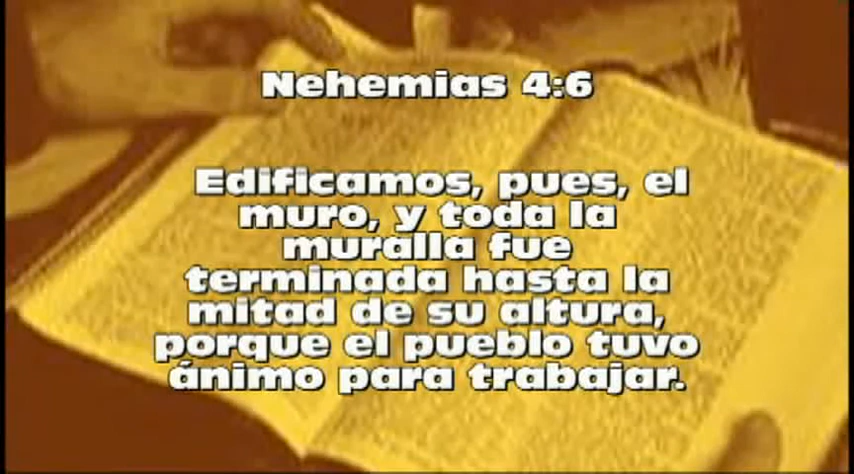 Nehemias 4:6
Edificamos, pues, el
muro, y toda la
muralla fue
terminada hasta la
mitad de su altura,
porque el pueblo tuvo
ánimo para trabajar.